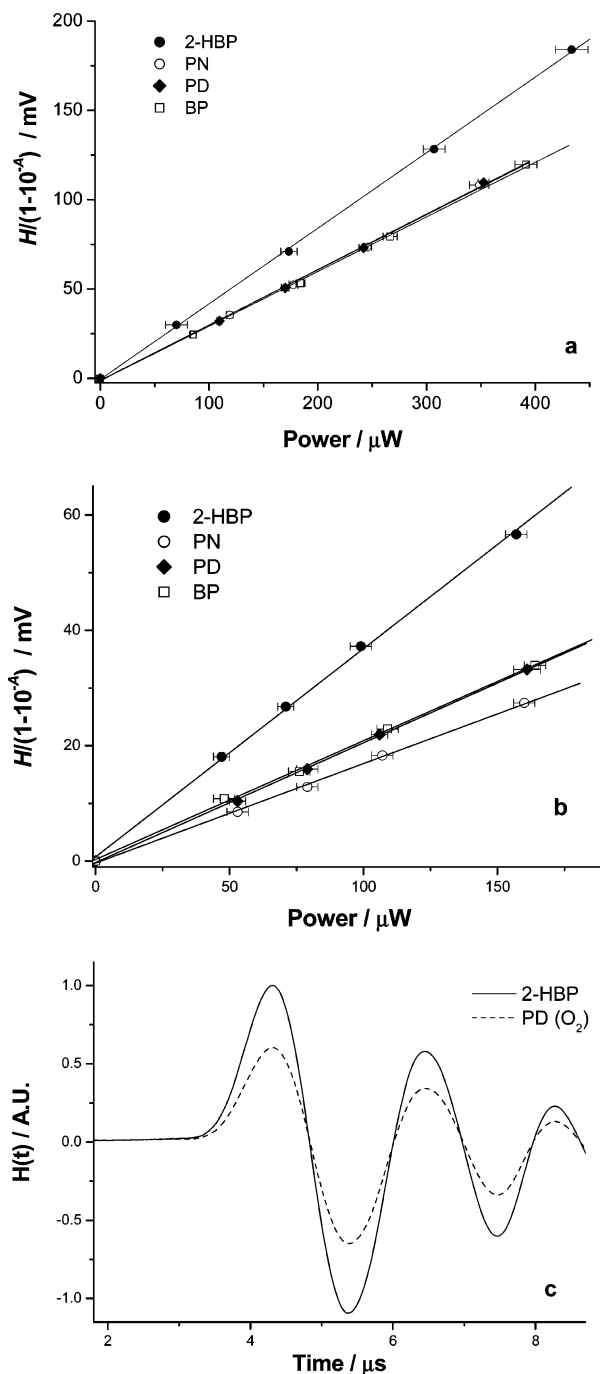 200
150
100
50
0
H/(1-10⁻ᴬ) / mV
2-HBP
PN
PD
BP
a
0 100 200 300 400
Power / μW
60
40
20
0
H/(1-10⁻ᴬ) / mV
2-HBP
PN
PD
BP
b
0 50 100 150
Power / μW
1.0
0.5
0.0
-0.5
-1.0
H(t) / A.U.
2-HBP
PD (O₂)
c
2 4 6 8
Time / μs